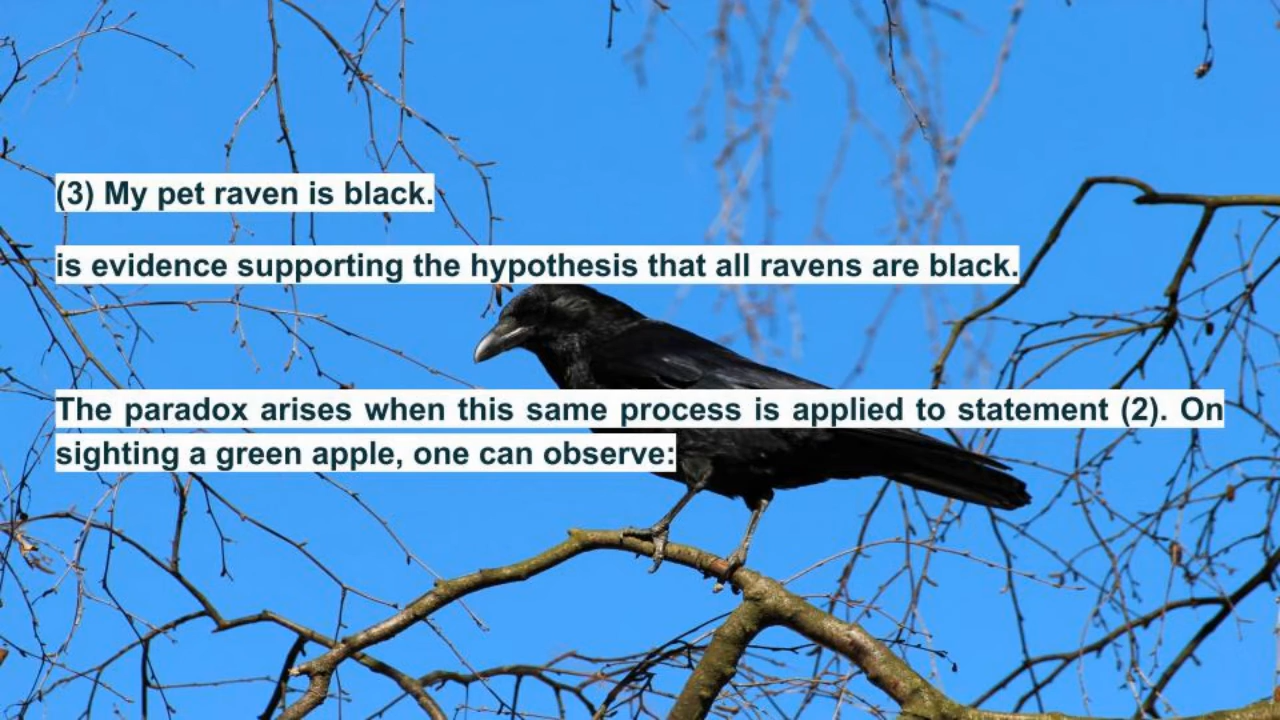 (3) My pet raven is black.
is evidence supporting the hypothesis that all ravens are black.
The paradox arises when this same process is applied to statement (2). On
sighting a green apple, one can observe: